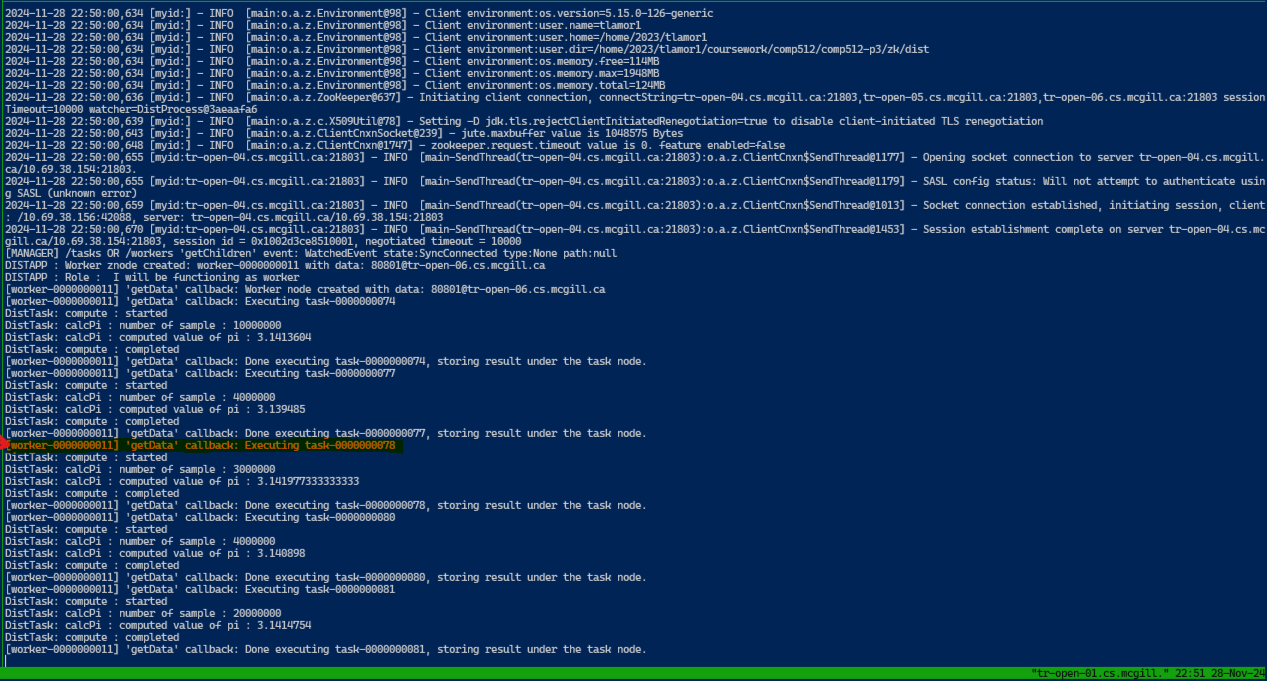 2024-11-28 22:50:00,634 [myid:] - INFO  [main:o.a.z.Environment@98] - Client environment:os.version=5.15.0-126-generic
2024-11-28 22:50:00,634 [myid:] - INFO  [main:o.a.z.Environment@98] - Client environment:user.name=tlamor1
2024-11-28 22:50:00,634 [myid:] - INFO  [main:o.a.z.Environment@98] - Client environment:user.home=/home/2023/tlamor1
2024-11-28 22:50:00,634 [myid:] - INFO  [main:o.a.z.Environment@98] - Client environment:user.dir=/home/2023/tlamor1/coursework/comp512/comp512-p3/zk/dist
2024-11-28 22:50:00,634 [myid:] - INFO  [main:o.a.z.Environment@98] - Client environment:os.memory.free=114MB
2024-11-28 22:50:00,634 [myid:] - INFO  [main:o.a.z.Environment@98] - Client environment:os.memory.max=1948MB
2024-11-28 22:50:00,634 [myid:] - INFO  [main:o.a.z.Environment@98] - Client environment:os.memory.total=124MB
2024-11-28 22:50:00,636 [myid:] - INFO  [main:o.a.z.ZooKeeper@637] - Initiating client connection, connectString=tr-open-04.cs.mcgill.ca:21803,tr-open-05.cs.mcgill.ca:21803,tr-open-06.cs.mcgill.ca:21803 session
Timeout=10000 watcher=DistProcess@3aeaafa6
2024-11-28 22:50:00,639 [myid:] - INFO  [main:o.a.z.c.X509Util@78] - Setting -D jdk.tls.rejectClientInitiatedRenegotiation=true to disable client-initiated TLS renegotiation
2024-11-28 22:50:00,643 [myid:] - INFO  [main:o.a.z.ClientCnxnSocket@239] - jute.maxbuffer value is 1048575 Bytes
2024-11-28 22:50:00,648 [myid:] - INFO  [main:o.a.z.ClientCnxn@1747] - zookeeper.request.timeout value is 0. feature enabled=false
2024-11-28 22:50:00,655 [myid:tr-open-04.cs.mcgill.ca:21803] - INFO  [main-SendThread(tr-open-04.cs.mcgill.ca:21803):o.a.z.ClientCnxn$SendThread@1177] - Opening socket connection to server tr-open-04.cs.mcgill.
ca/10.69.38.154:21803.
2024-11-28 22:50:00,655 [myid:tr-open-04.cs.mcgill.ca:21803] - INFO  [main-SendThread(tr-open-04.cs.mcgill.ca:21803):o.a.z.ClientCnxn$SendThread@1179] - SASL config status: Will not attempt to authenticate usin
g SASL (unknown error)
2024-11-28 22:50:00,659 [myid:tr-open-04.cs.mcgill.ca:21803] - INFO  [main-SendThread(tr-open-04.cs.mcgill.ca:21803):o.a.z.ClientCnxn$SendThread@1013] - Socket connection established, initiating session, client
: /10.69.38.156:42088, server: tr-open-04.cs.mcgill.ca/10.69.38.154:21803
2024-11-28 22:50:00,670 [myid:tr-open-04.cs.mcgill.ca:21803] - INFO  [main-SendThread(tr-open-04.cs.mcgill.ca:21803):o.a.z.ClientCnxn$SendThread@1453] - Session establishment complete on server tr-open-04.cs.mc
gill.ca/10.69.38.154:21803, session id = 0x1002d3ce8510001, negotiated timeout = 10000
[MANAGER] /tasks OR /workers 'getChildren' event: WatchedEvent state:SyncConnected type:None path:null
DISTAPP : Worker znode created: worker-0000000011 with data: 80801@tr-open-06.cs.mcgill.ca
DISTAPP : Role :  I will be functioning as worker
[worker-0000000011] 'getData' callback: Worker node created with data: 80801@tr-open-06.cs.mcgill.ca
[worker-0000000011] 'getData' callback: Executing task-0000000074
DistTask: compute : started
DistTask: calcPi : number of sample : 10000000
DistTask: calcPi : computed value of pi : 3.1413604
DistTask: compute : completed
[worker-0000000011] 'getData' callback: Done executing task-0000000074, storing result under the task node.
[worker-0000000011] 'getData' callback: Executing task-0000000077
DistTask: compute : started
DistTask: calcPi : number of sample : 4000000
DistTask: calcPi : computed value of pi : 3.139485
DistTask: compute : completed
[worker-0000000011] 'getData' callback: Done executing task-0000000077, storing result under the task node.
[worker-0000000011] 'getData' callback: Executing task-0000000078
DistTask: compute : started
DistTask: calcPi : number of sample : 3000000
DistTask: calcPi : computed value of pi : 3.141977333333333
DistTask: compute : completed
[worker-0000000011] 'getData' callback: Done executing task-0000000078, storing result under the task node.
[worker-0000000011] 'getData' callback: Executing task-0000000080
DistTask: compute : started
DistTask: calcPi : number of sample : 4000000
DistTask: calcPi : computed value of pi : 3.140898
DistTask: compute : completed
[worker-0000000011] 'getData' callback: Done executing task-0000000080, storing result under the task node.
[worker-0000000011] 'getData' callback: Executing task-0000000081
DistTask: compute : started
DistTask: calcPi : number of sample : 20000000
DistTask: calcPi : computed value of pi : 3.1414754
DistTask: compute : completed
[worker-0000000011] 'getData' callback: Done executing task-0000000081, storing result under the task node.
"tr-open-01.cs.mcgill." 22:51 28-Nov-24